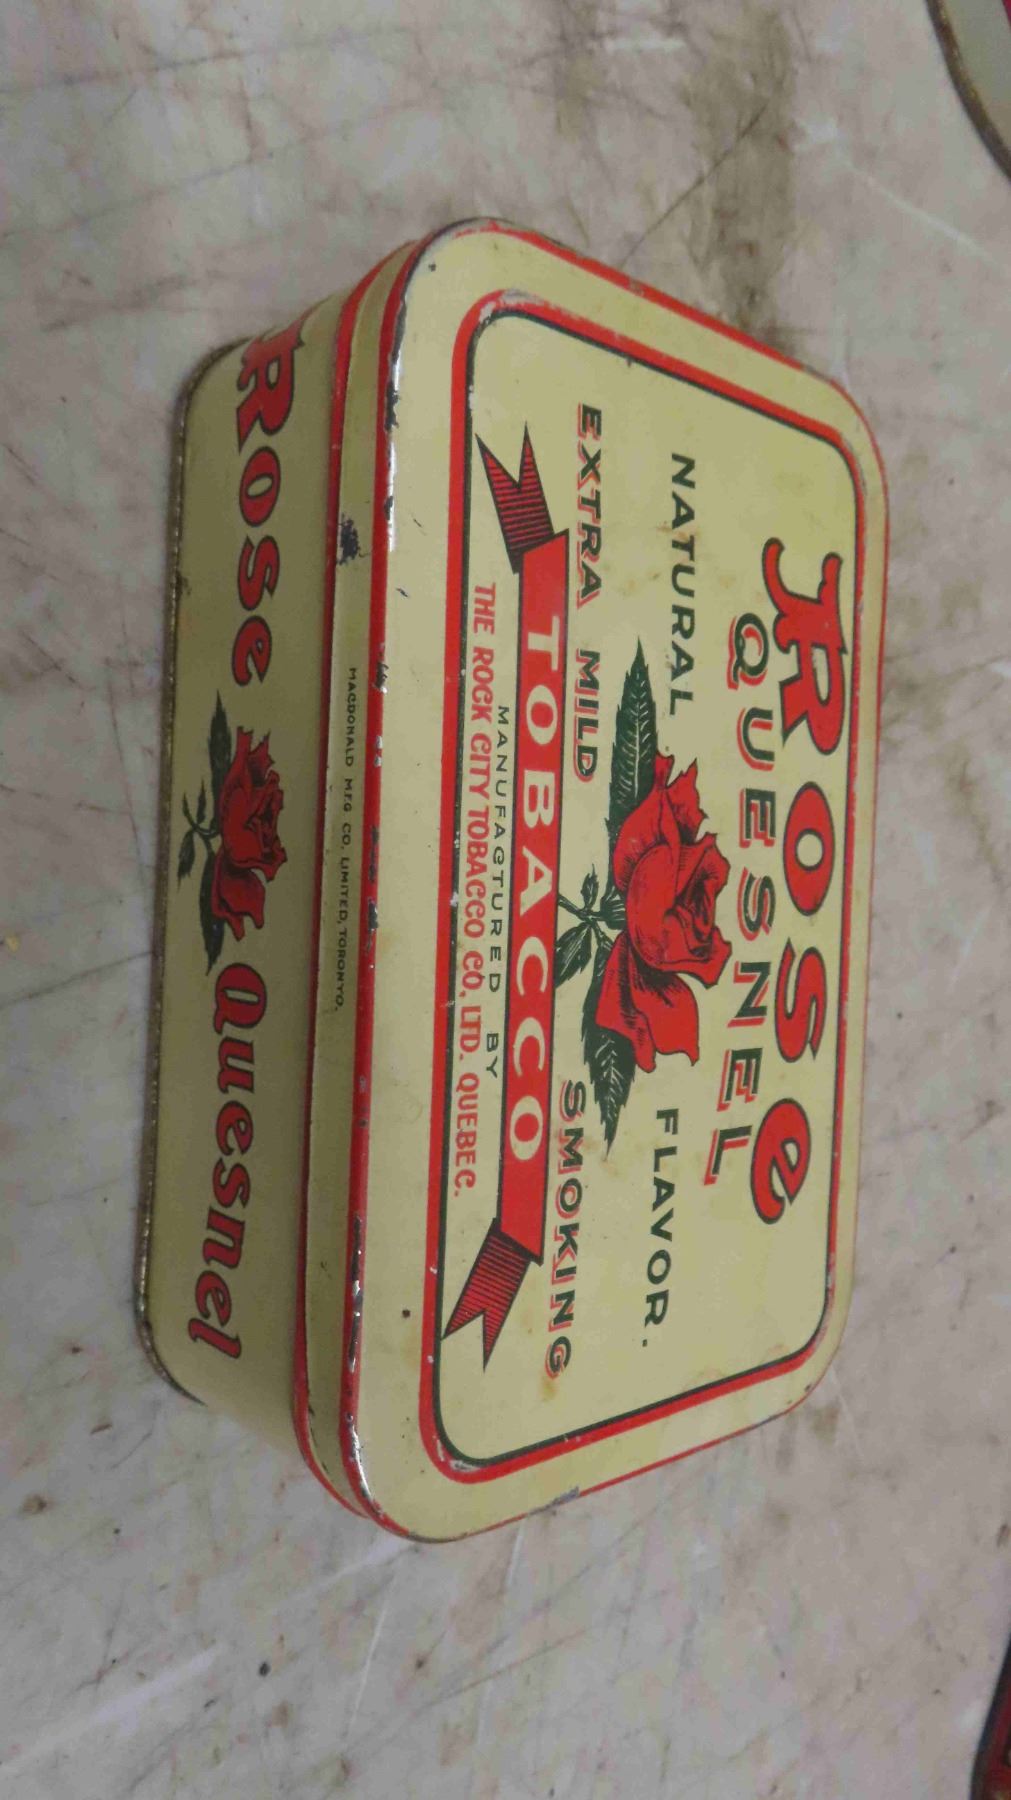 Rose
QUESNEL
NATURAL FLAVOR.
EXTRA MILD SMOKING
TOBACCO
MANUFACTURED BY
THE ROCK CITY TOBACCO CO, LTD. QUEBEC.
MACDONALD MFG CO. LIMITED, TORONTO.
Rose Quesnel